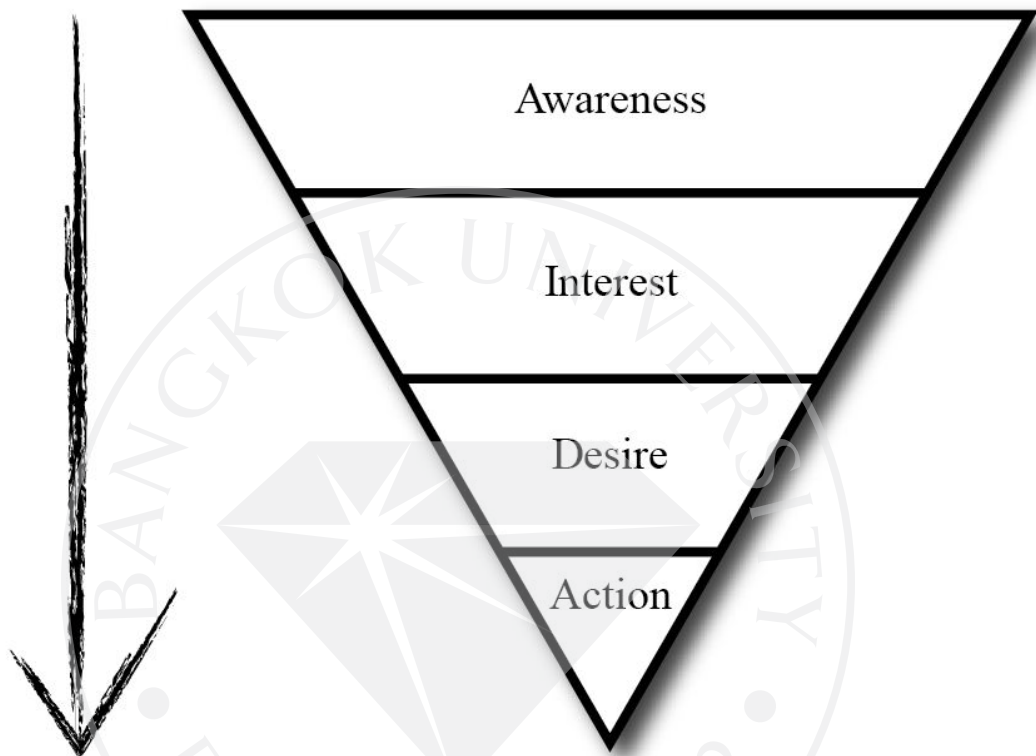 Awareness
Interest
Desire
Action
BANGKOK UNIVERSITY